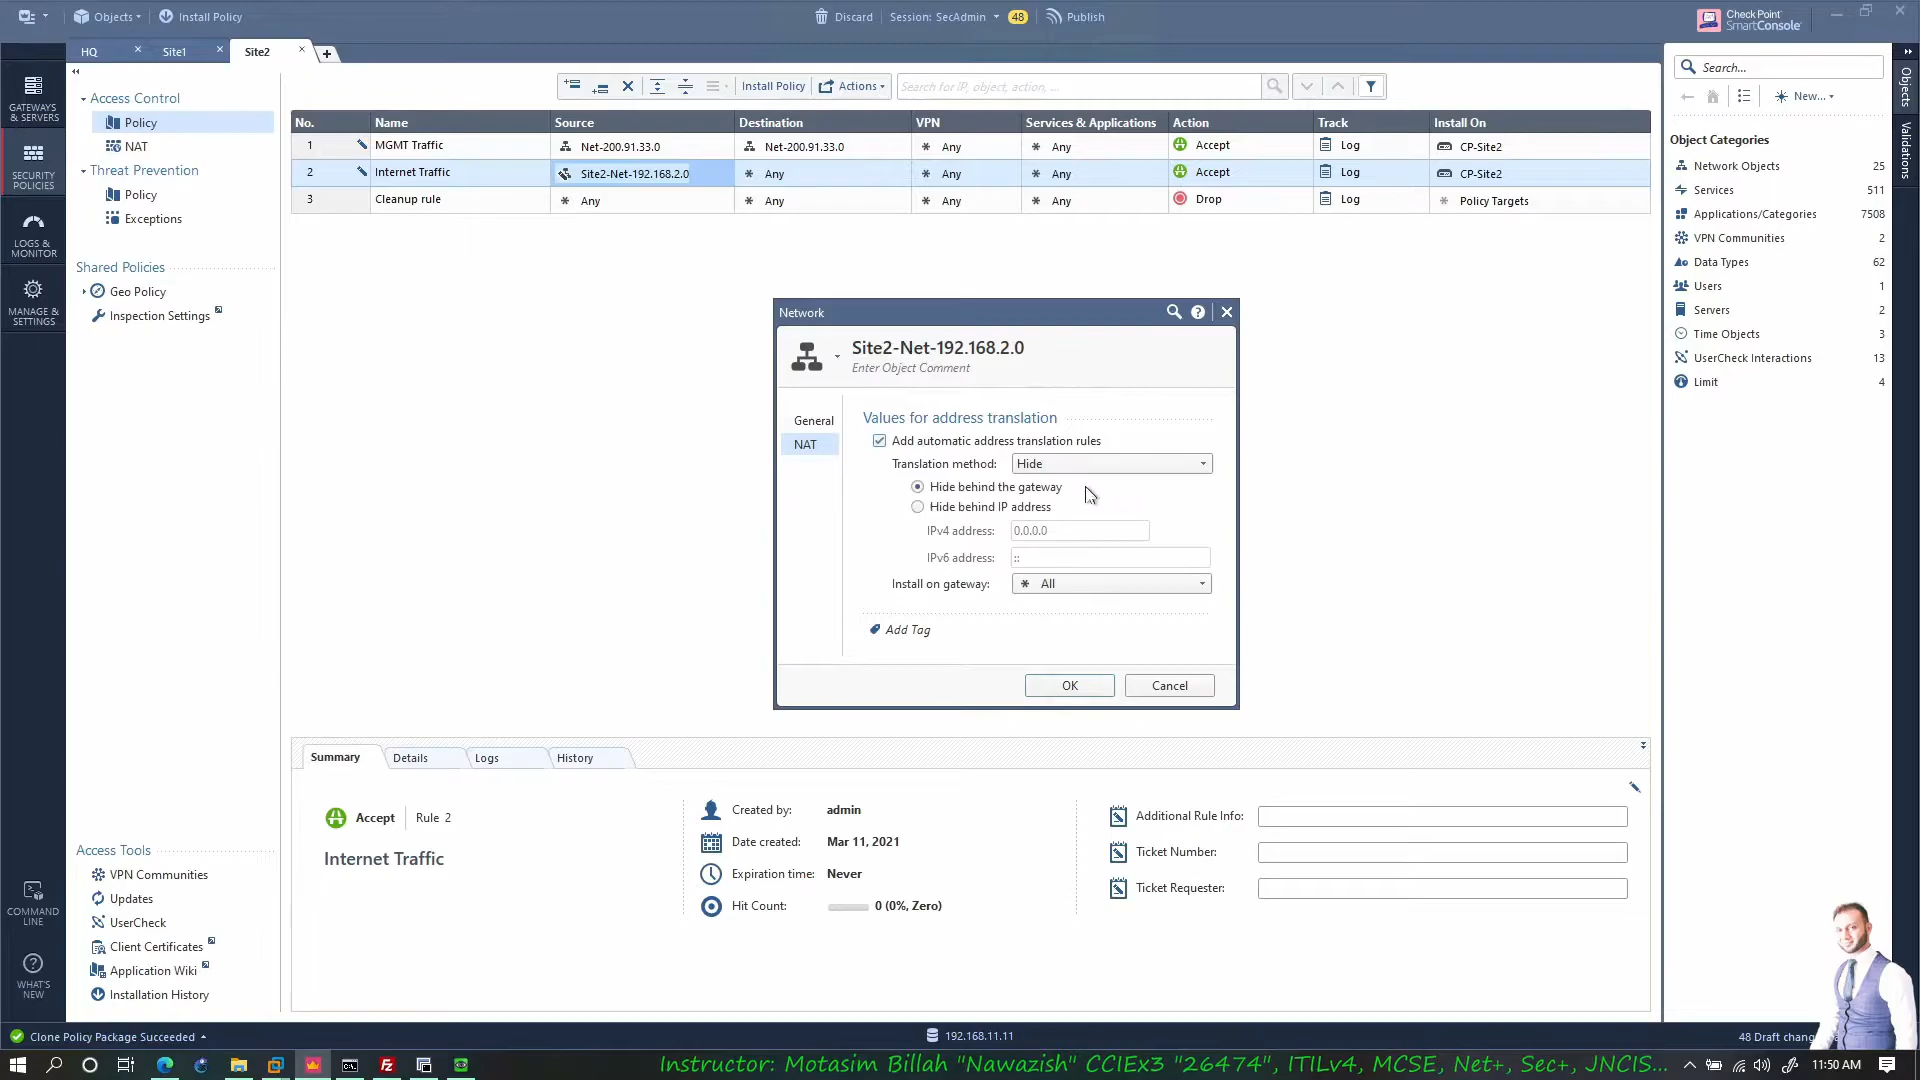 Objects
Install Policy
Discard
Session: SecAdmin
48
Publish
Check Point
SmartConsole
HQ
Site1
Site2
GATEWAYS
& SERVERS
SECURITY
POLICIES
LOGS &
MONITOR
MANAGE &
SETTINGS
COMMAND
LINE
WHAT'S
NEW
Access Control
Policy
NAT
Threat Prevention
Policy
Exceptions
Shared Policies
Geo Policy
Inspection Settings
Access Tools
VPN Communities
Updates
UserCheck
Client Certificates
Application Wiki
Installation History
Install Policy
Actions
Search for IP, object, action, ...
No. Name Source Destination VPN Services & Applications Action Track Install On
1 MGMT Traffic Net-200.91.33.0 Net-200.91.33.0 Any Any Accept Log CP-Site2
2 Internet Traffic Site2-Net-192.168.2.0 Any Any Any Accept Log CP-Site2
3 Cleanup rule Any Any Any Any Drop Log Policy Targets
Network
Site2-Net-192.168.2.0
Enter Object Comment
General
NAT
Values for address translation
Add automatic address translation rules
Translation method: Hide
Hide behind the gateway
Hide behind IP address
IPv4 address: 0.0.0.0
IPv6 address: ::
Install on gateway: All
Add Tag
OK
Cancel
Summary
Details
Logs
History
Accept
Rule 2
Internet Traffic
Created by: admin
Date created: Mar 11, 2021
Expiration time: Never
Hit Count: 0 (0%, Zero)
Additional Rule Info:
Ticket Number:
Ticket Requester:
Search...
New...
Object Categories
Network Objects 25
Services 511
Applications/Categories 7508
VPN Communities 2
Data Types 62
Users 1
Servers 2
Time Objects 3
UserCheck Interactions 13
Limit 4
Objects
Validations
Clone Policy Package Succeeded
192.168.11.11
48 Draft
Instructor: Motasim Billah "Nawazish" CCIEx3 "26474", ITILv4, MCSE, Net+, Sec+, JNCIS...
11:50 AM